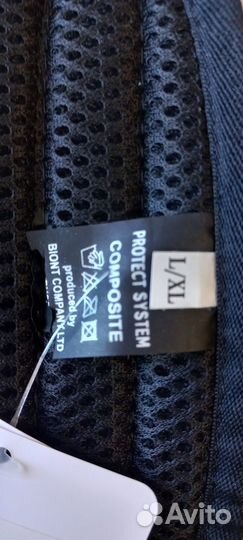 L/XL
PROTECT SYSTEM
COMPOSITE
produced by
BIONT COMPANY LTD
Avito